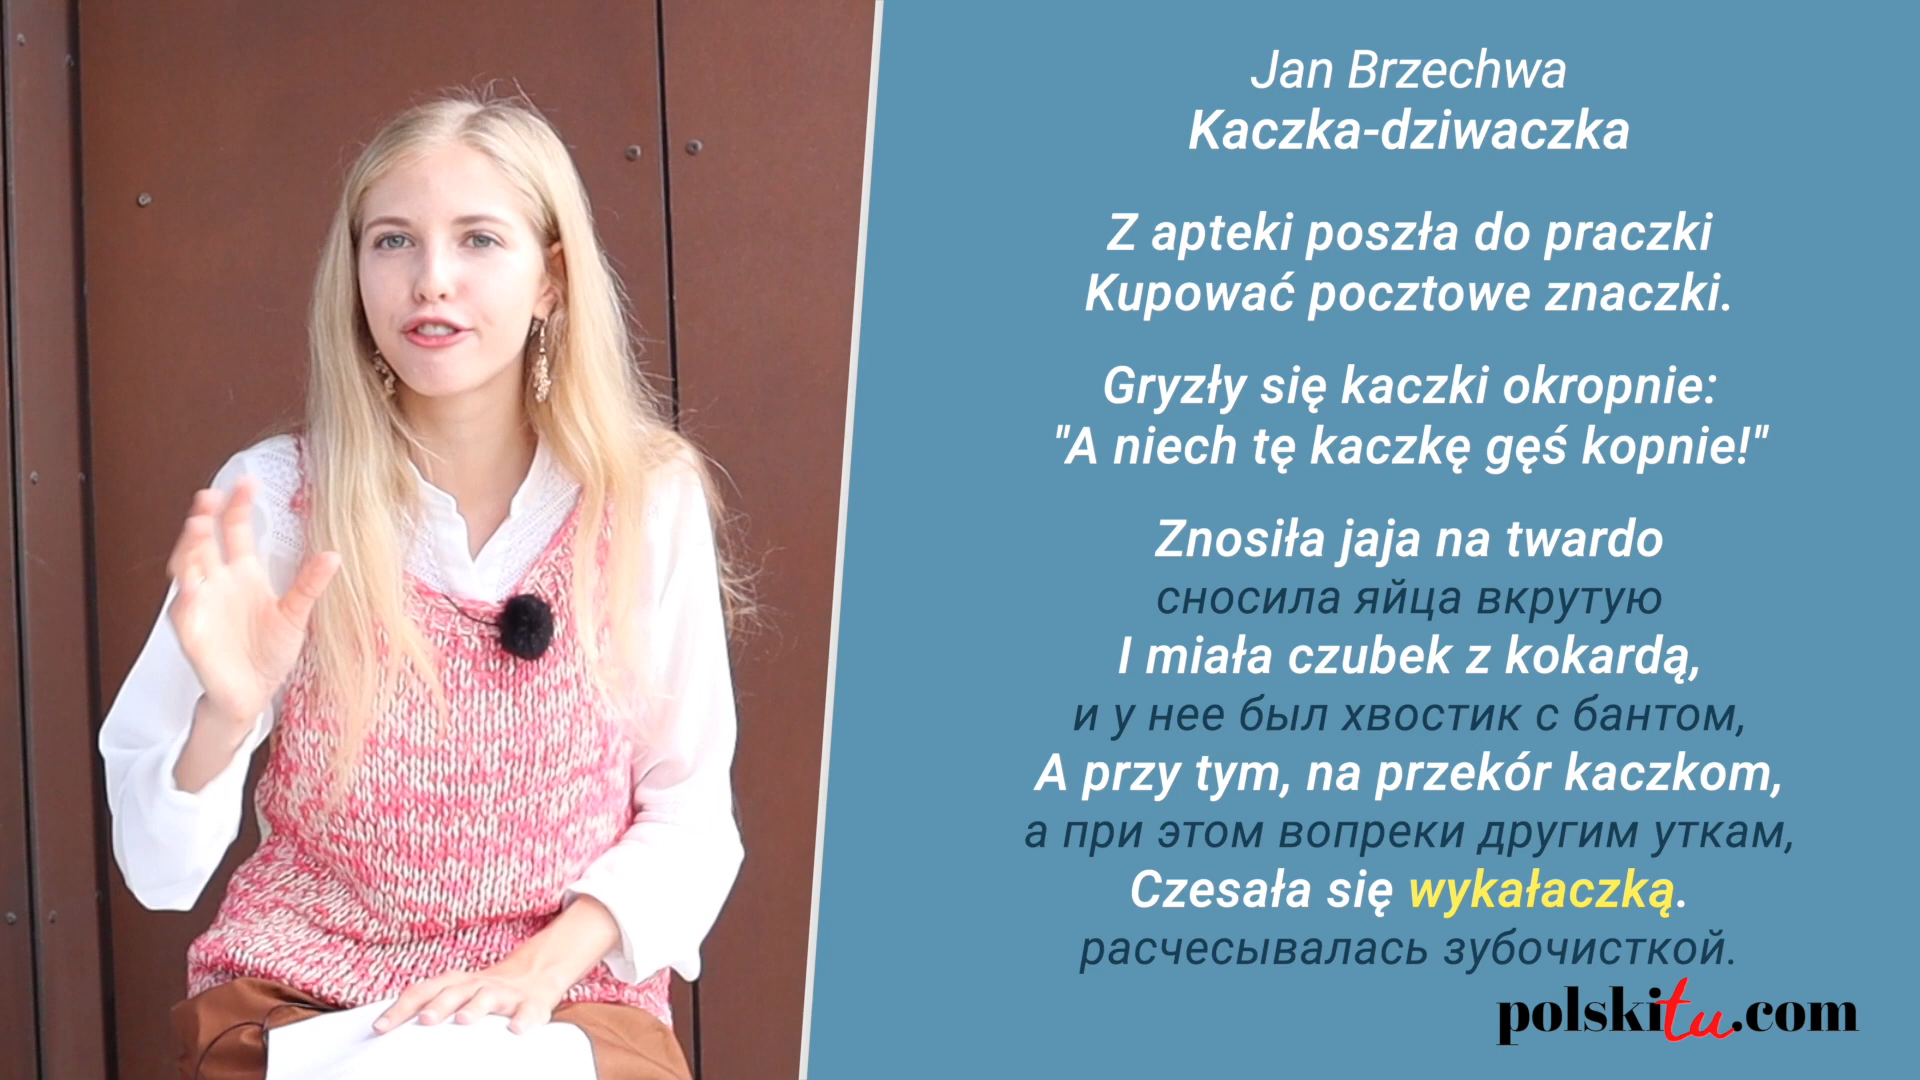 Jan Brzechwa
Kaczka-dziwaczka
Z apteki poszła do praczki
Kupować pocztowe znaczki.
Gryzły się kaczki okropnie:
"A niech tę kaczkę gęś kopnie!"
Znosiła jaja na twardo
сносила яйца вкрутую
I miała czubek z kokardą,
и у нее был хвостик с бантом,
A przy tym, na przekór kaczkom,
а при этом вопреки другим уткам,
Czesała się wykałaczką.
расчесывалась зубочисткой.
polskitu.com